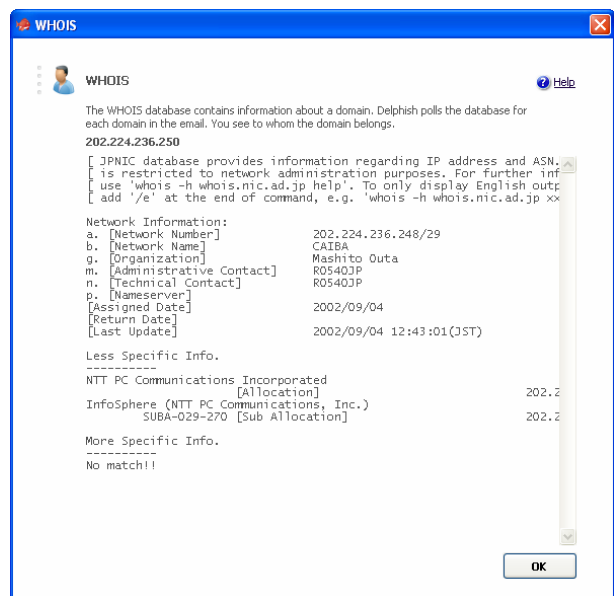 WHOIS
WHOIS
Help
The WHOIS database contains information about a domain. Delphish polls the database for
each domain in the email. You see to whom the domain belongs.
202.224.236.250
[ JPNIC database provides information regarding IP address and ASN.
[ is restricted to network administration purposes. For further inf
[ use 'whois -h whois.nic.ad.jp help'. To only display English outp
[ add '/e' at the end of command, e.g. 'whois -h whois.nic.ad.jp xx
Network Information:
a. [Network Number] 202.224.236.248/29
b. [Network Name] CAIBA
g. [Organization] Mashito Outa
m. [Administrative Contact] RO540JP
n. [Technical Contact] RO540JP
p. [Nameserver]
[Assigned Date] 2002/09/04
[Return Date]
[Last Update] 2002/09/04 12:43:01(JST)
Less Specific Info.
----------
NTT PC Communications Incorporated
[Allocation] 202.2
InfoSphere (NTT PC Communications, Inc.)
SUBA-029-270 [Sub Allocation] 202.2
More Specific Info.
----------
No match!!
OK